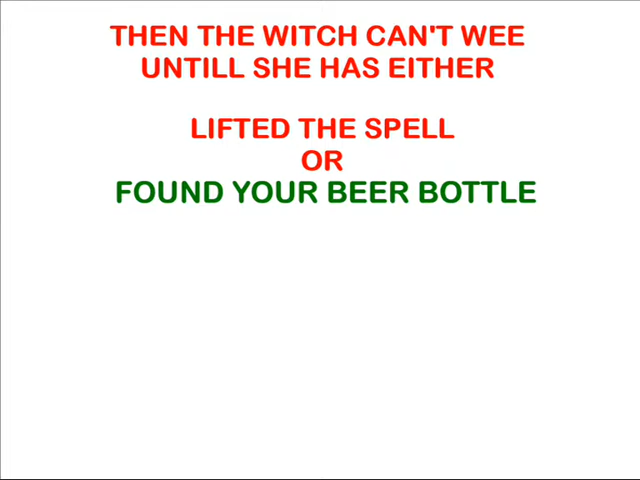 THEN THE WITCH CAN'T WEE
UNTILL SHE HAS EITHER
LIFTED THE SPELL
OR
FOUND YOUR BEER BOTTLE